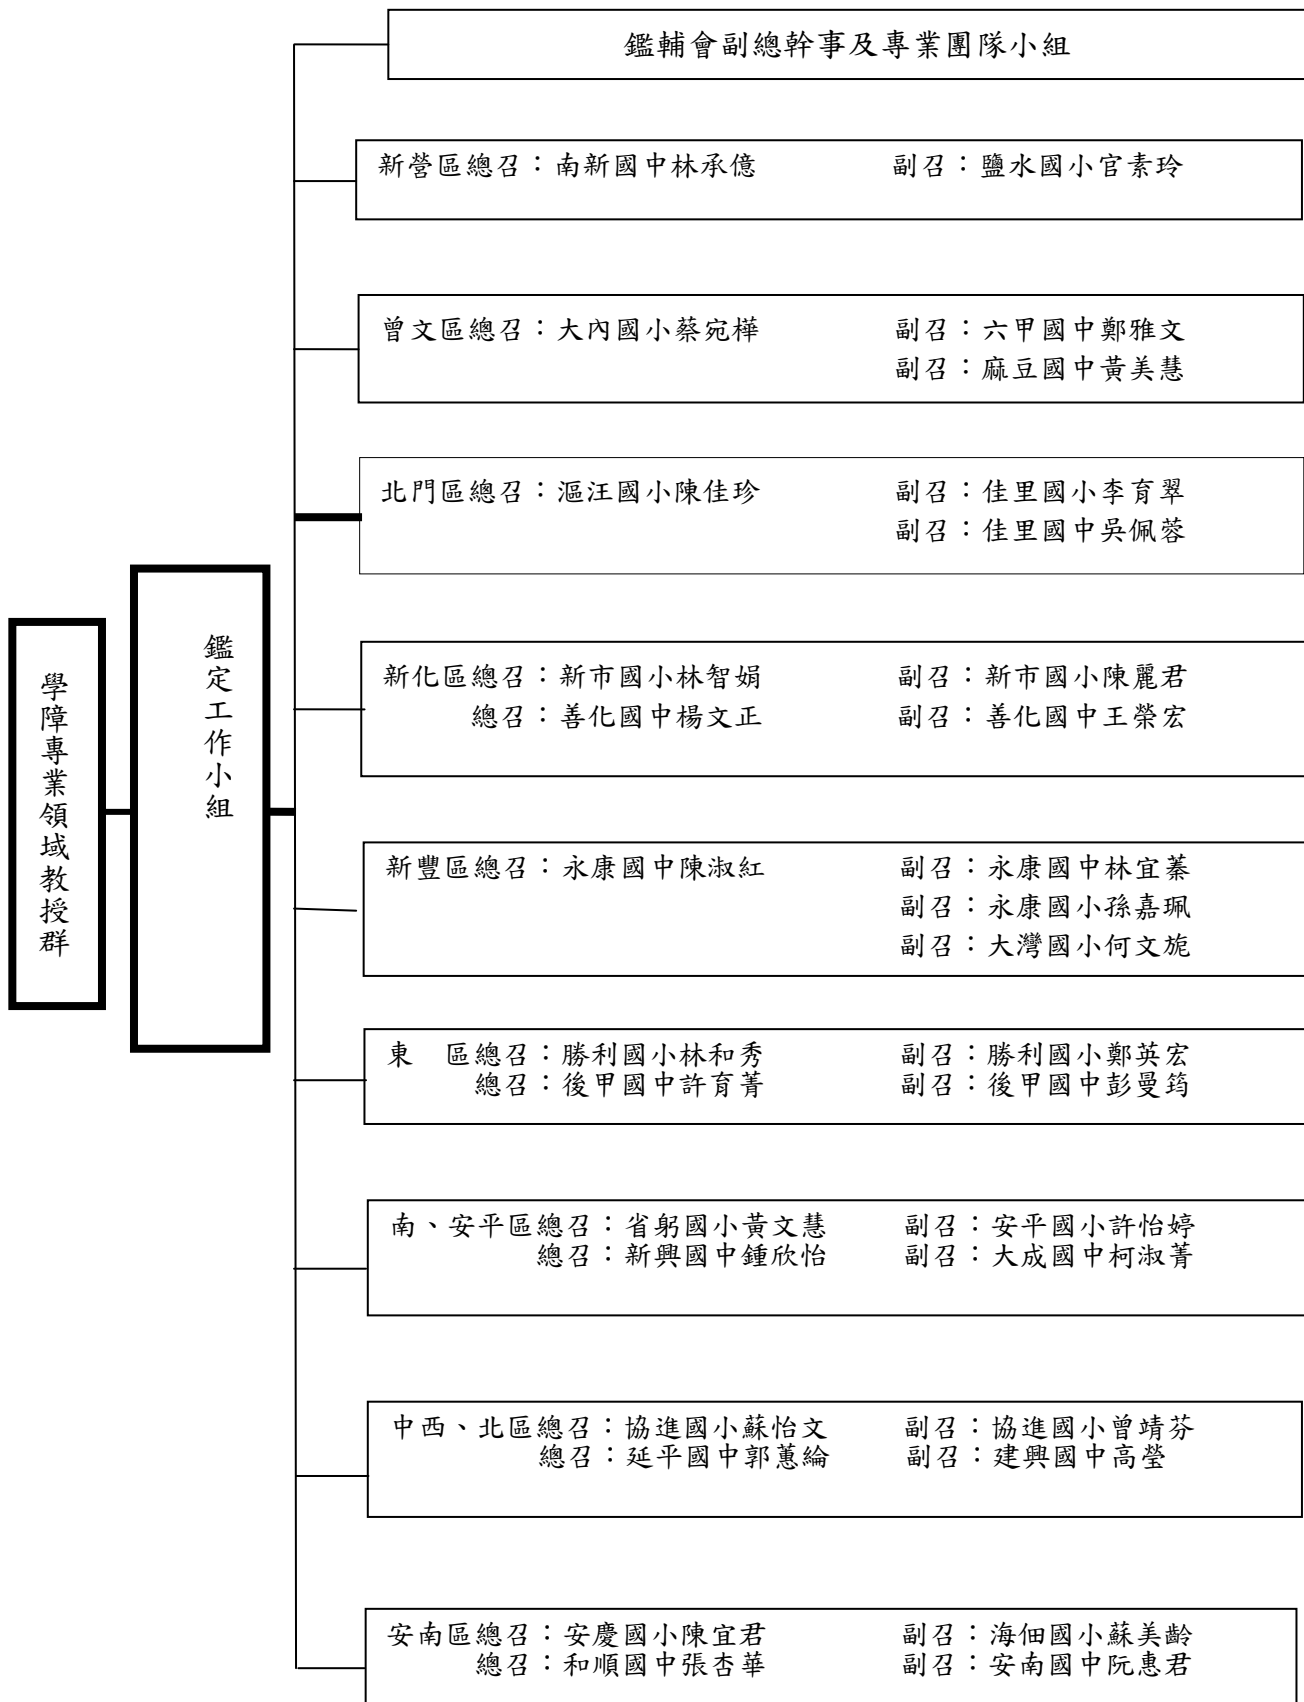 鑑輔會副總幹事及專業團隊小組
新營區總召：南新國中林承億 副召：鹽水國小官素玲
曾文區總召：大內國小蔡宛樺 副召：六甲國中鄭雅文
副召：麻豆國中黃美慧
北門區總召：漚汪國小陳佳珍 副召：佳里國小李育翠
副召：佳里國中吳佩蓉
新化區總召：新市國小林智娟 副召：新市國小陳麗君
總召：善化國中楊文正 副召：善化國中王榮宏
新豐區總召：永康國中陳淑紅 副召：永康國中林宜蓁
副召：永康國小孫嘉珮
副召：大灣國小何文旎
東 區總召：勝利國小林和秀 副召：勝利國小鄭英宏
總召：後甲國中許育菁 副召：後甲國中彭曼筠
南、安平區總召：省躬國小黃文慧 副召：安平國小許怡婷
總召：新興國中鍾欣怡 副召：大成國中柯淑菁
中西、北區總召：協進國小蘇怡文 副召：協進國小曾靖芬
總召：延平國中郭蕙綸 副召：建興國中高瑩
安南區總召：安慶國小陳宜君 副召：海佃國小蘇美齡
總召：和順國中張杏華 副召：安南國中阮惠君
鑑定工作小組
學障專業領域教授群